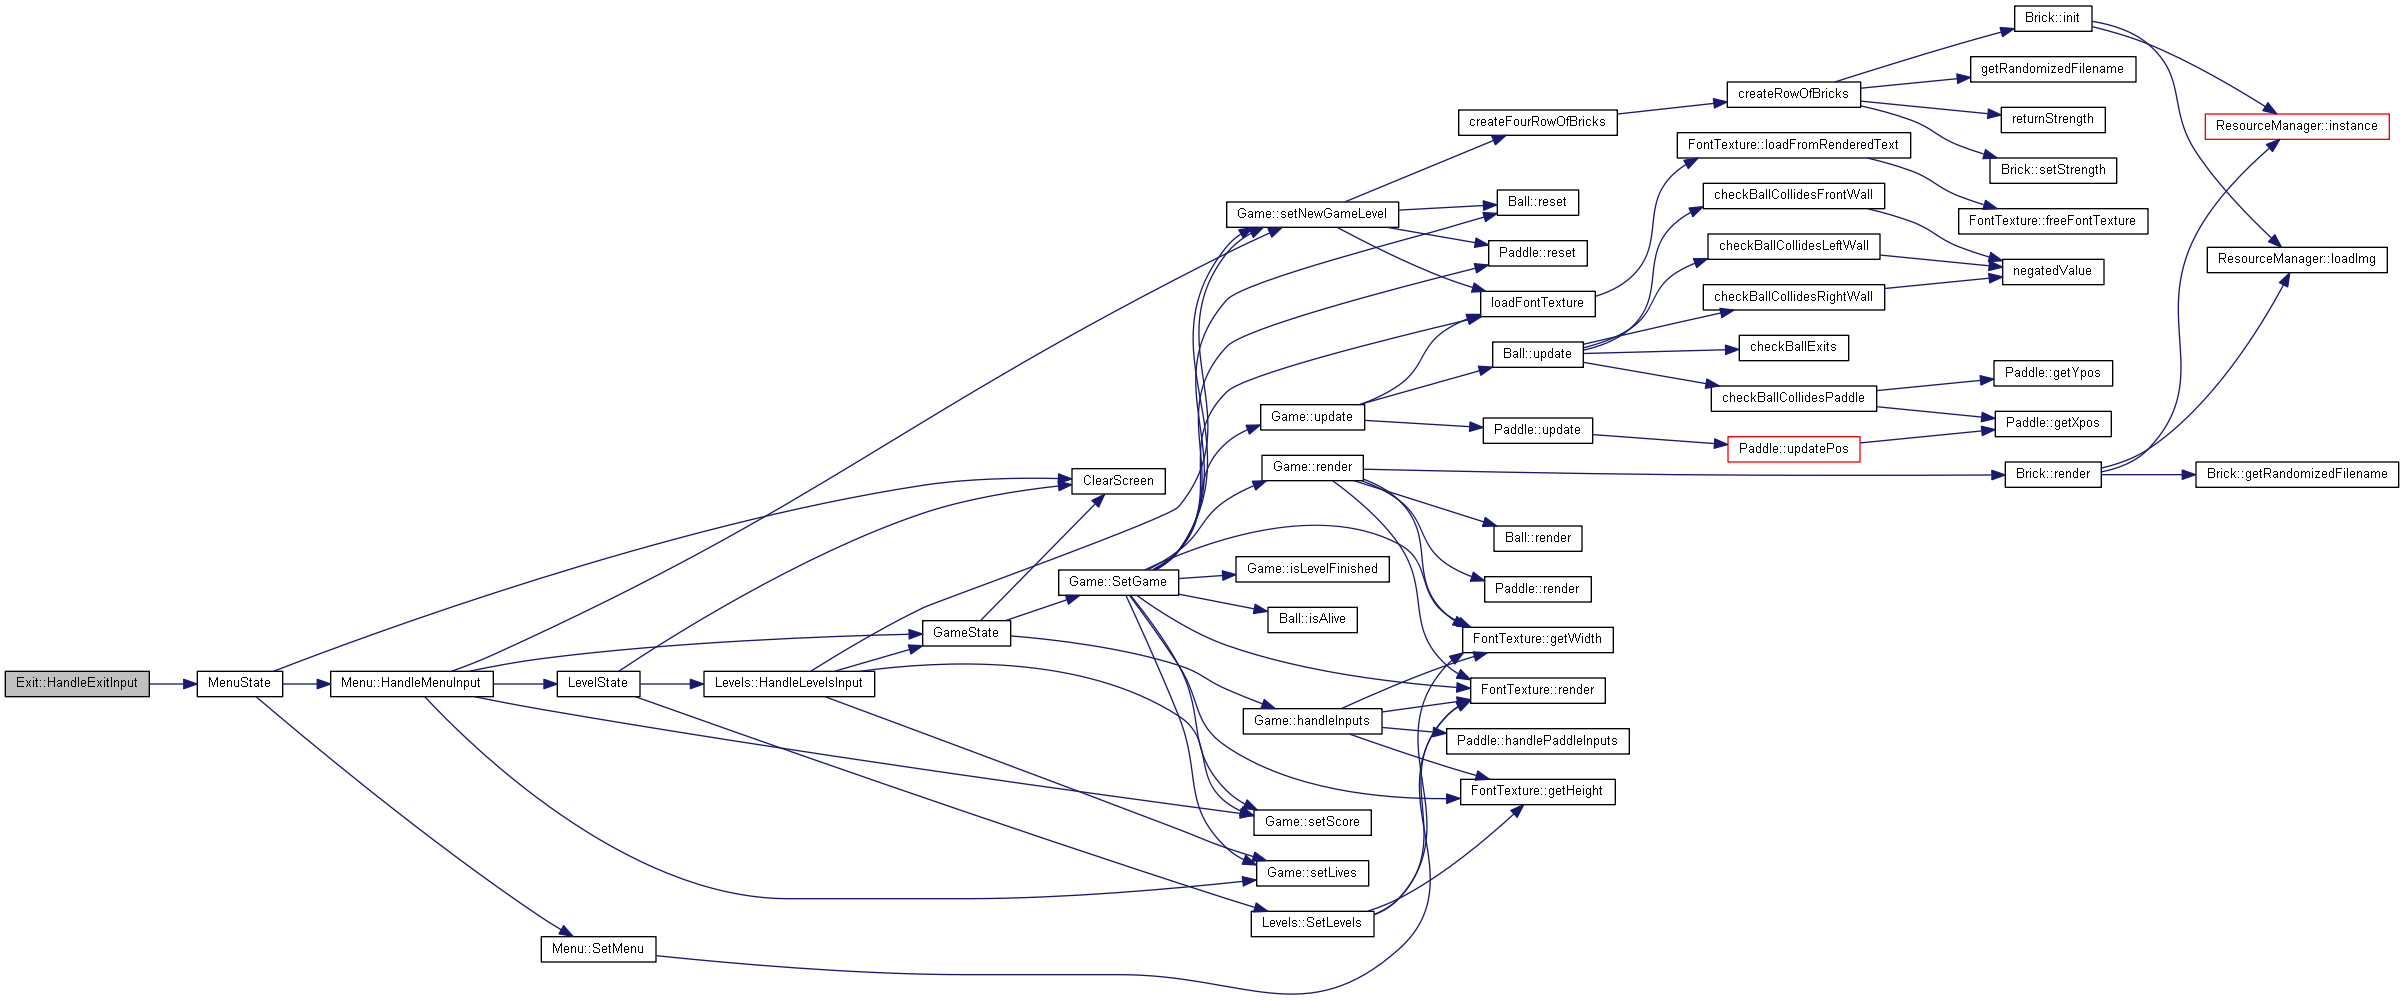 Exit::HandleExitInput
MenuState
Menu::HandleMenuInput
Menu::SetMenu
LevelState
Levels::HandleLevelsInput
GameState
ClearScreen
Game::SetGame
Game::setNewGameLevel
Game::update
Game::render
Game::isLevelFinished
Ball::isAlive
Game::handleInputs
Game::setScore
Game::setLives
Levels::SetLevels
createFourRowOfBricks
Ball::reset
Paddle::reset
loadFontTexture
Ball::update
Paddle::update
Ball::render
Paddle::render
FontTexture::getWidth
FontTexture::render
Paddle::handlePaddleInputs
FontTexture::getHeight
createRowOfBricks
FontTexture::loadFromRenderedText
checkBallCollidesFrontWall
checkBallCollidesLeftWall
checkBallCollidesRightWall
checkBallExits
checkBallCollidesPaddle
Paddle::updatePos
Brick::init
getRandomizedFilename
returnStrength
Brick::setStrength
FontTexture::freeFontTexture
negatedValue
Paddle::getYpos
Paddle::getXpos
Brick::render
ResourceManager::instance
ResourceManager::loadImg
Brick::getRandomizedFilename